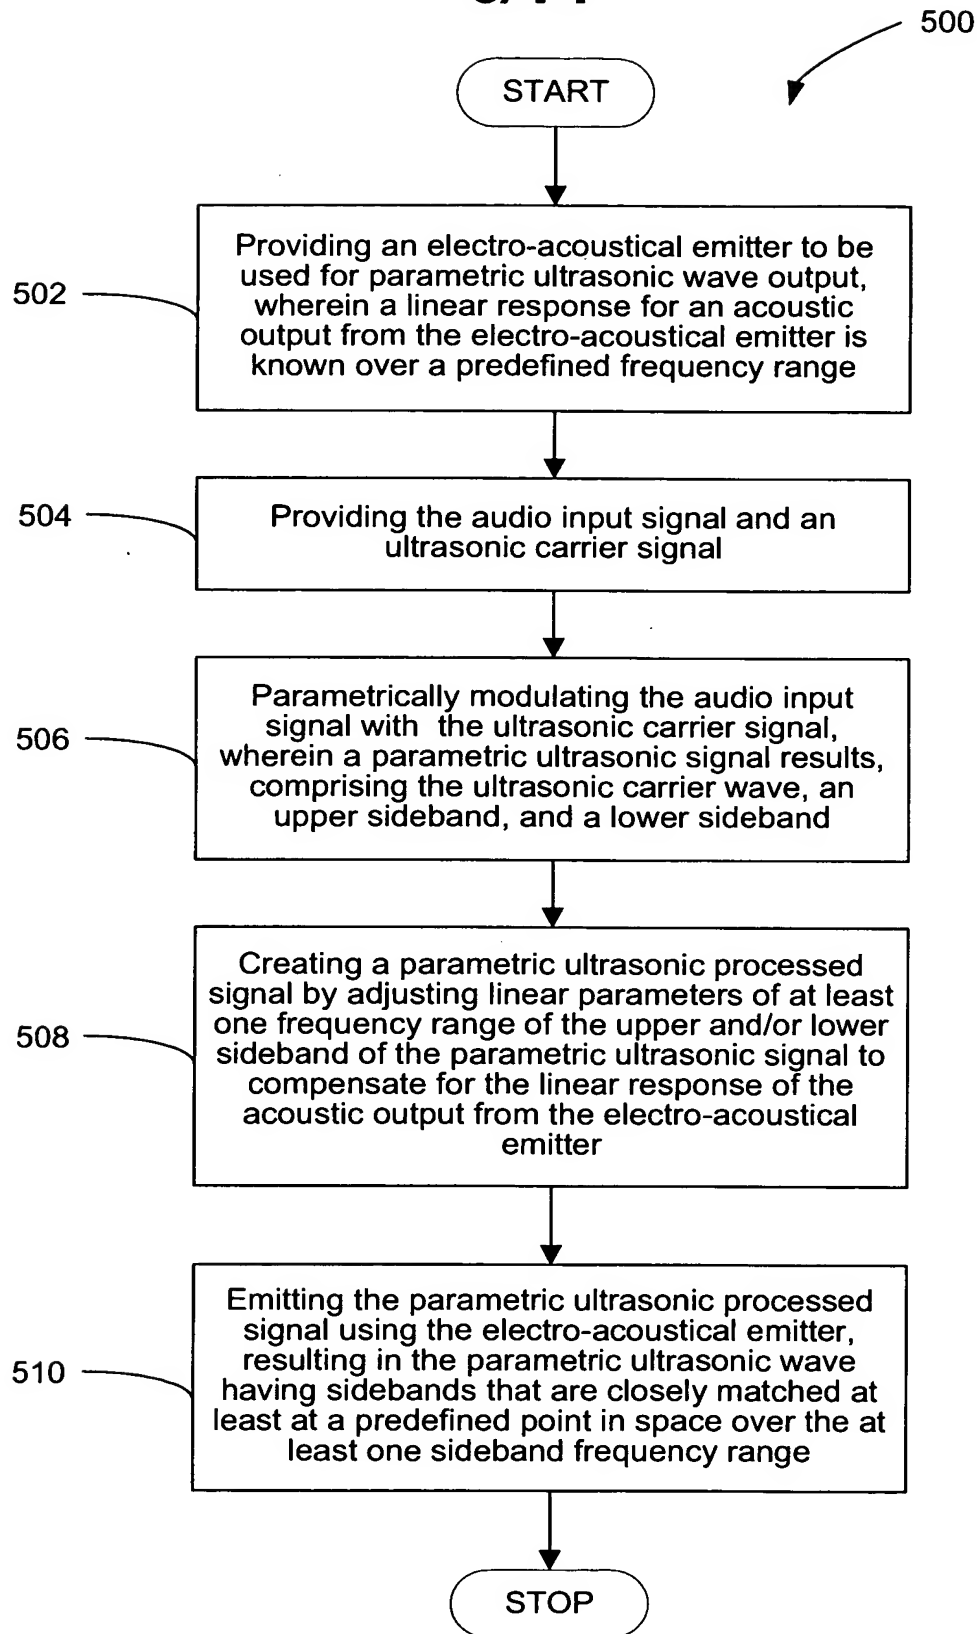 500
START
502
Providing an electro-acoustical emitter to be
used for parametric ultrasonic wave output,
wherein a linear response for an acoustic
output from the electro-acoustical emitter is
known over a predefined frequency range
504
Providing the audio input signal and an
ultrasonic carrier signal
506
Parametrically modulating the audio input
signal with the ultrasonic carrier signal,
wherein a parametric ultrasonic signal results,
comprising the ultrasonic carrier wave, an
upper sideband, and a lower sideband
508
Creating a parametric ultrasonic processed
signal by adjusting linear parameters of at least
one frequency range of the upper and/or lower
sideband of the parametric ultrasonic signal to
compensate for the linear response of the
acoustic output from the electro-acoustical
emitter
510
Emitting the parametric ultrasonic processed
signal using the electro-acoustical emitter,
resulting in the parametric ultrasonic wave
having sidebands that are closely matched at
least at a predefined point in space over the at
least one sideband frequency range
STOP